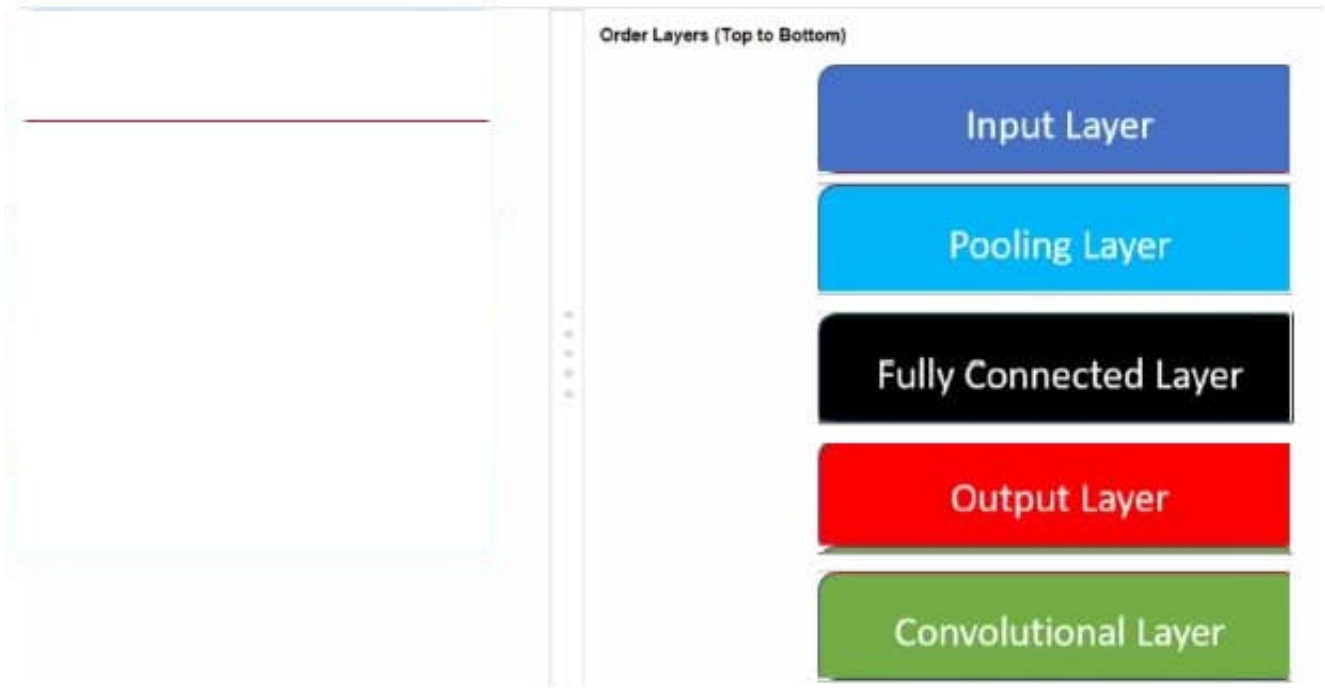 Order Layers (Top to Bottom)
Input Layer
Pooling Layer
Fully Connected Layer
Output Layer
Convolutional Layer